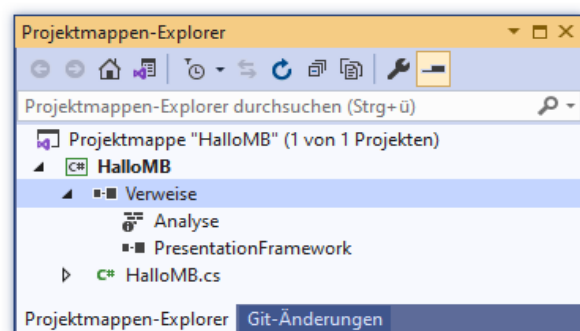 Projektmappen-Explorer
Projektmappen-Explorer durchsuchen (Strg+ü)
Projektmappe "HalloMB" (1 von 1 Projekten)
C# HalloMB
Verweise
Analyse
PresentationFramework
C# HalloMB.cs
Projektmappen-Explorer Git-Änderungen